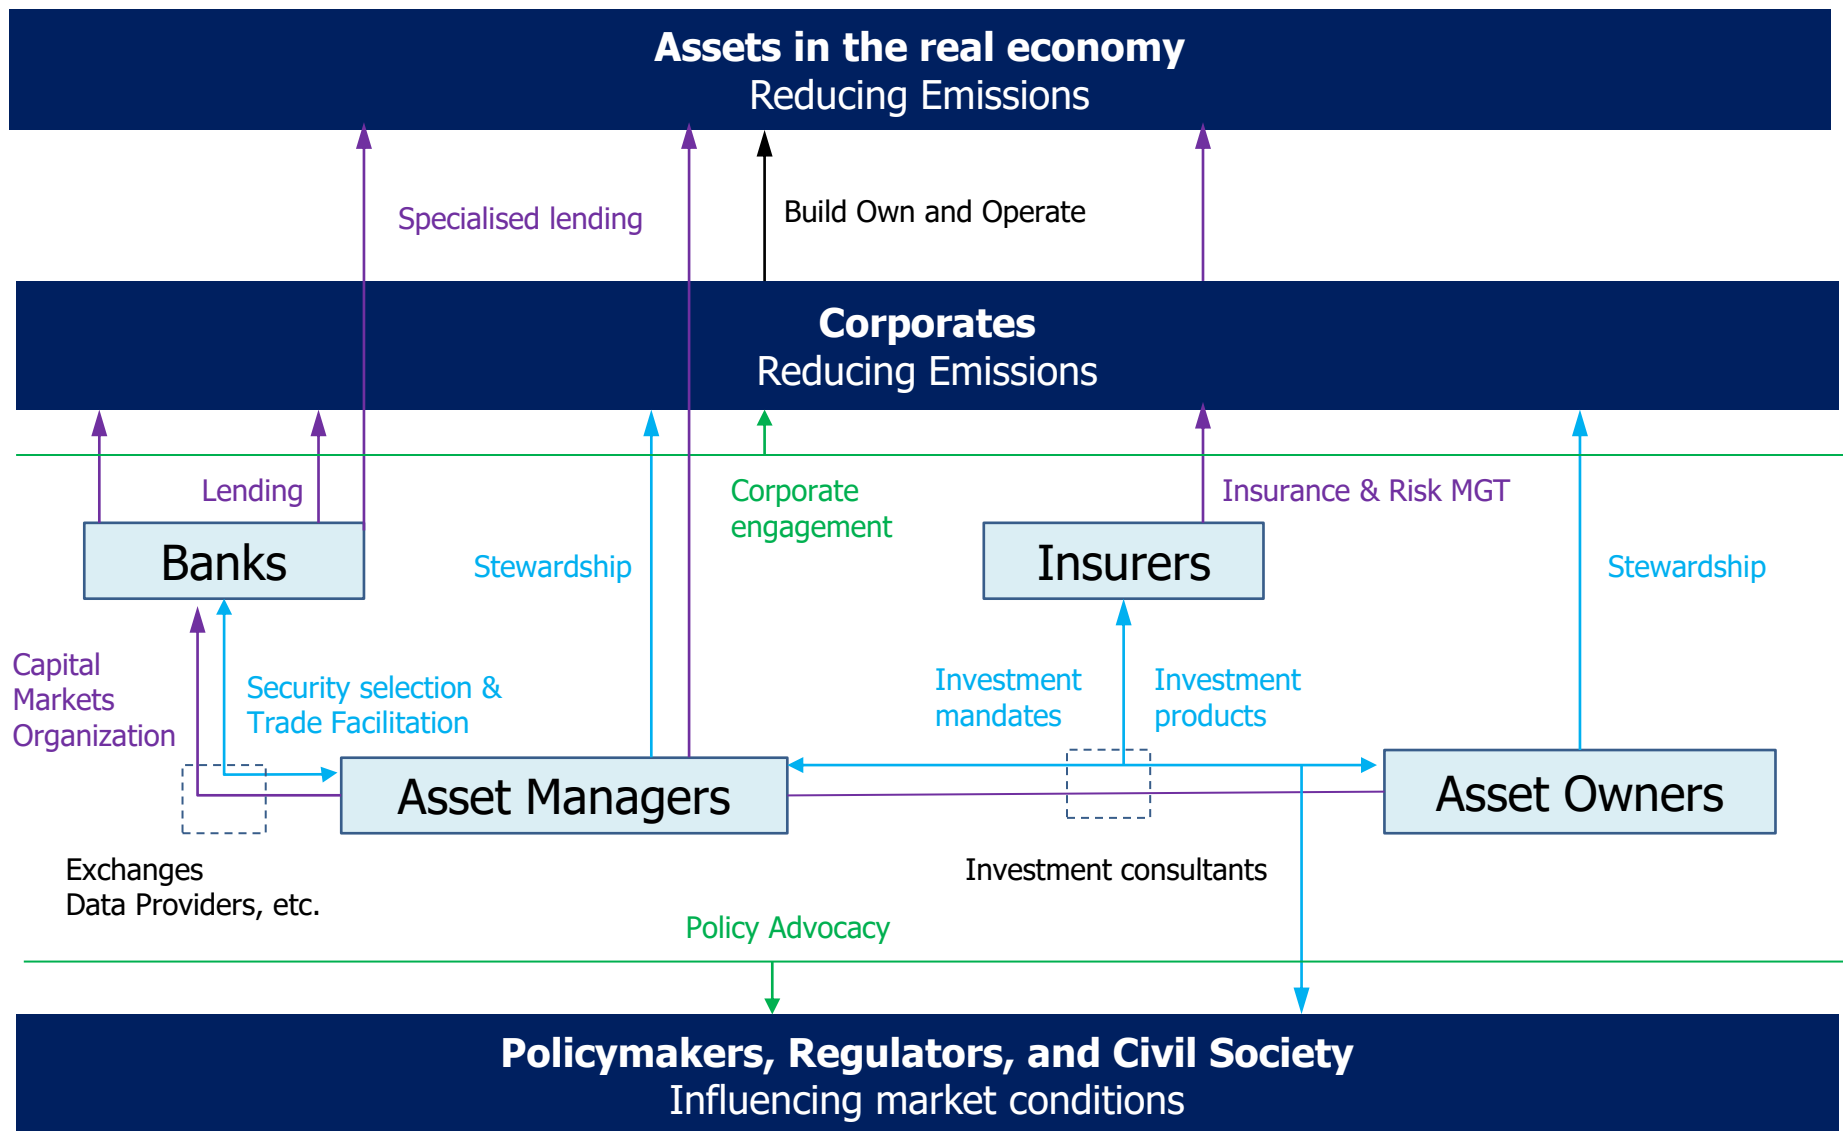 Assets in the real economy
Reducing Emissions
Specialised lending
Build Own and Operate
Corporates
Reducing Emissions
Lending
Corporate
engagement
Insurance & Risk MGT
Banks
Stewardship
Insurers
Stewardship
Capital
Markets
Organization
Security selection &
Trade Facilitation
Investment
mandates
Investment
products
Asset Managers
Asset Owners
Exchanges
Data Providers, etc.
Investment consultants
Policy Advocacy
Policymakers, Regulators, and Civil Society
Influencing market conditions